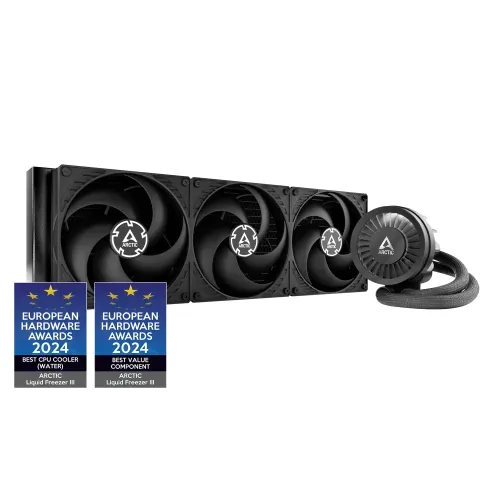 ARCTIC
ARCTIC
ARCTIC
ARCTIC
EUROPEAN
HARDWARE
AWARDS
2024
BEST CPU COOLER
(WATER)
ARCTIC
Liquid Freezer III
EUROPEAN
HARDWARE
AWARDS
2024
BEST VALUE
COMPONENT
ARCTIC
Liquid Freezer III